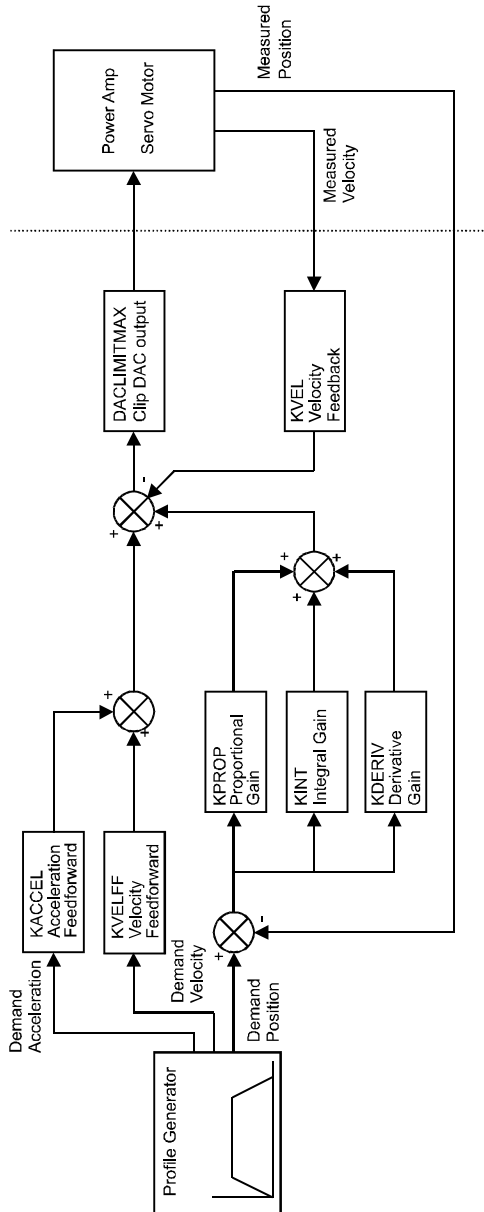 Profile Generator
Demand
Acceleration
Demand
Velocity
Demand
Position
KACCEL
Acceleration
Feedforward
KVELFF
Velocity
Feedforward
+
-
KPROP
Proportional
Gain
KINT
Integral Gain
KDERIV
Derivative
Gain
+
+
+
+
+
+
+
-
DACLIMITMAX
Clip DAC output
KVEL
Velocity
Feedback
Power Amp
Servo Motor
Measured
Velocity
Measured
Position